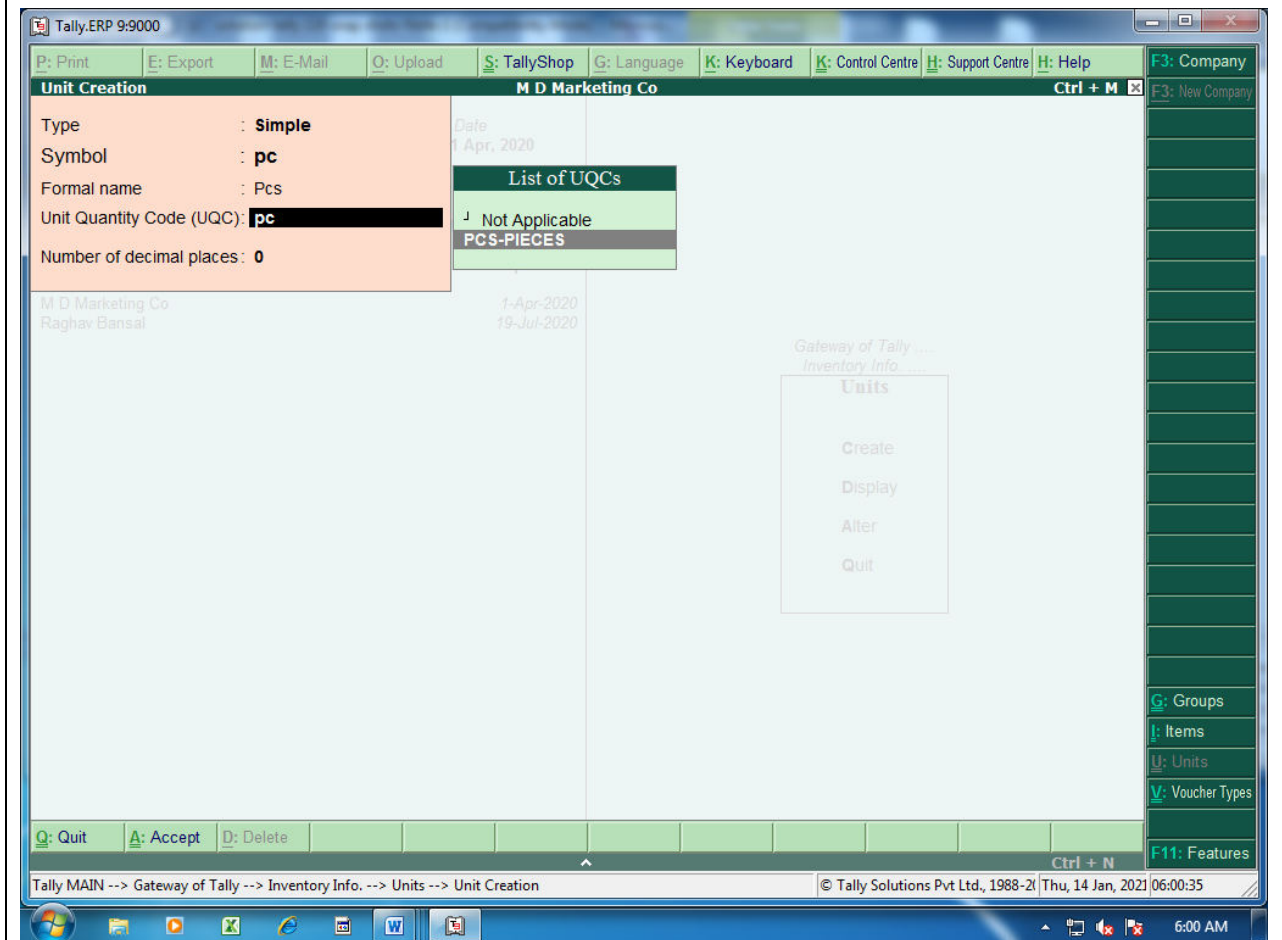 Tally.ERP 9:9000
P: Print E: Export M: E-Mail O: Upload S: TallyShop G: Language K: Keyboard K: Control Centre H: Support Centre H: Help F3: Company
Unit Creation M D Marketing Co Ctrl + M F3: New Company
Type : Simple
Date
1 Apr, 2020
Symbol : pc
List of UQCs
Formal name : Pcs
Unit Quantity Code (UQC): pc
Not Applicable
PCS-PIECES
Number of decimal places: 0
M D Marketing Co 1-Apr-2020
Raghav Bansal 19-Jul-2020
Gateway of Tally .....
Inventory Info. .....
Units
Create
Display
Alter
Quit
G: Groups
I: Items
U: Units
V: Voucher Types
Q: Quit A: Accept D: Delete
F11: Features
Ctrl + N
Tally MAIN --> Gateway of Tally --> Inventory Info. --> Units --> Unit Creation © Tally Solutions Pvt Ltd., 1988-2 Thu, 14 Jan, 2021 06:00:35
W 6:00 AM